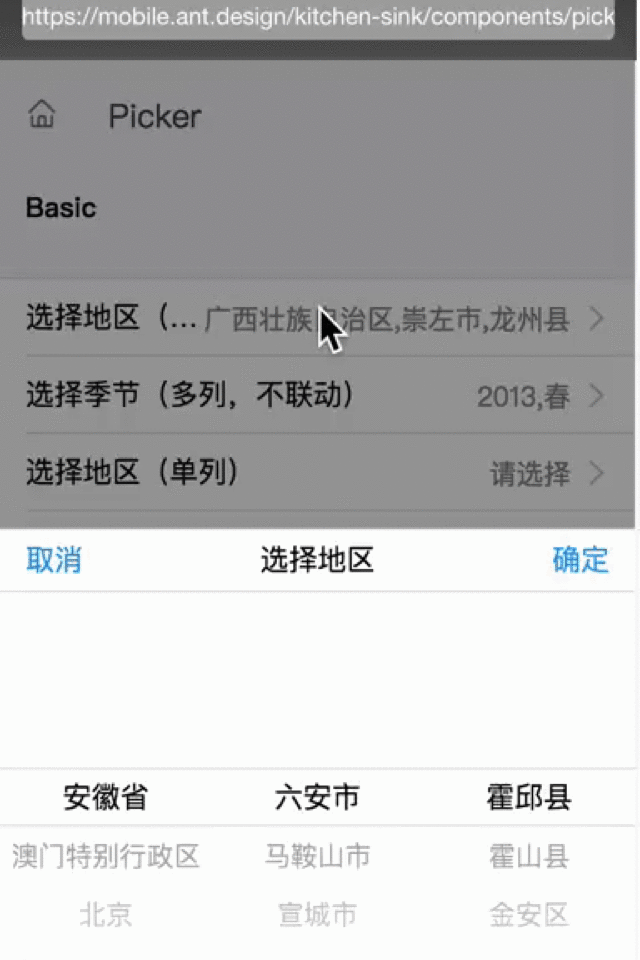 https://mobile.ant.design/kitchen-sink/components/pick
Picker
Basic
选择地区（... 广西壮族自治区,崇左市,龙州县
选择季节（多列，不联动） 2013,春
选择地区（单列） 请选择
取消 选择地区 确定
安徽省 六安市 霍邱县
澳门特别行政区 马鞍山市 霍山县
北京 宣城市 金安区